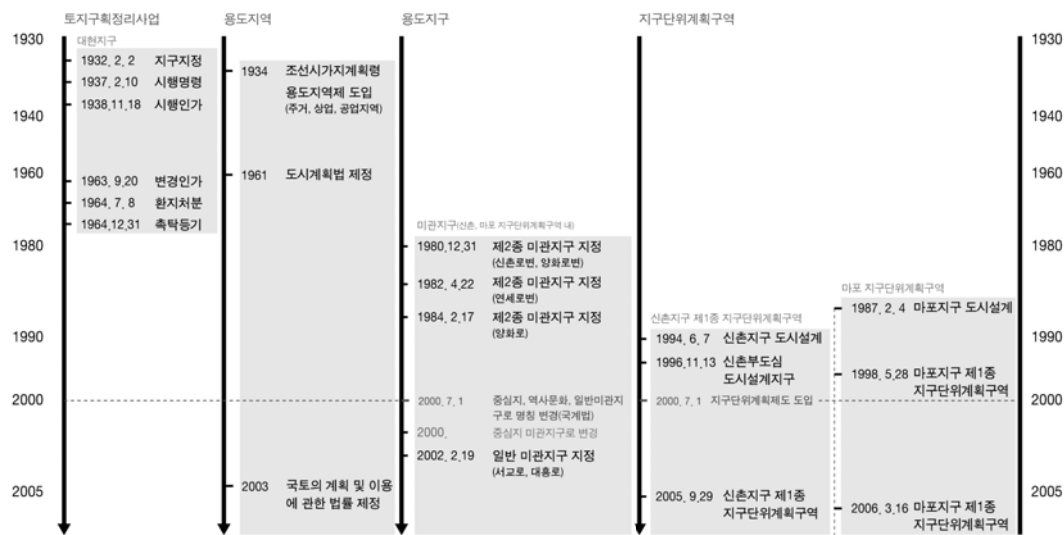 토지구획정리사업
용도지역
용도지구
지구단위계획구역
1930
1940
1960
1980
1990
2000
2005
대현지구
1932. 2. 2 지구지정
1937. 2.10 시행명령
1938.11.18 시행인가
1963. 9.20 변경인가
1964. 7. 8 환지처분
1964.12.31 촉탁등기
1934 조선시가지계획령
용도지역제 도입
(주거, 상업, 공업지역)
1961 도시계획법 제정
2003 국토의 계획 및 이용
에 관한 법률 제정
미관지구(신촌, 마포 지구단위계획구역 내)
1980.12.31 제2종 미관지구 지정
(신촌로변, 양화로변)
1982. 4.22 제2종 미관지구 지정
(연세로변)
1984. 2.17 제2종 미관지구 지정
(양화로)
2000. 7. 1 중심지, 역사문화, 일반미관지
구로 명칭 변경(국계법)
2000. 중심지 미관지구로 변경
2002. 2.19 일반 미관지구 지정
(서교로, 대흥로)
신촌지구 제1종 지구단위계획구역
1994. 6. 7 신촌지구 도시설계
1996.11.13 신촌부도심
도시설계지구
2000. 7. 1 지구단위계획제도 도입
2005. 9.29 신촌지구 제1종
지구단위계획구역
마포 지구단위계획구역
1987. 2. 4 마포지구 도시설계
1998. 5.28 마포지구 제1종
지구단위계획구역
2006. 3.16 마포지구 제1종
지구단위계획구역
1930
1940
1960
1980
1990
2000
2005